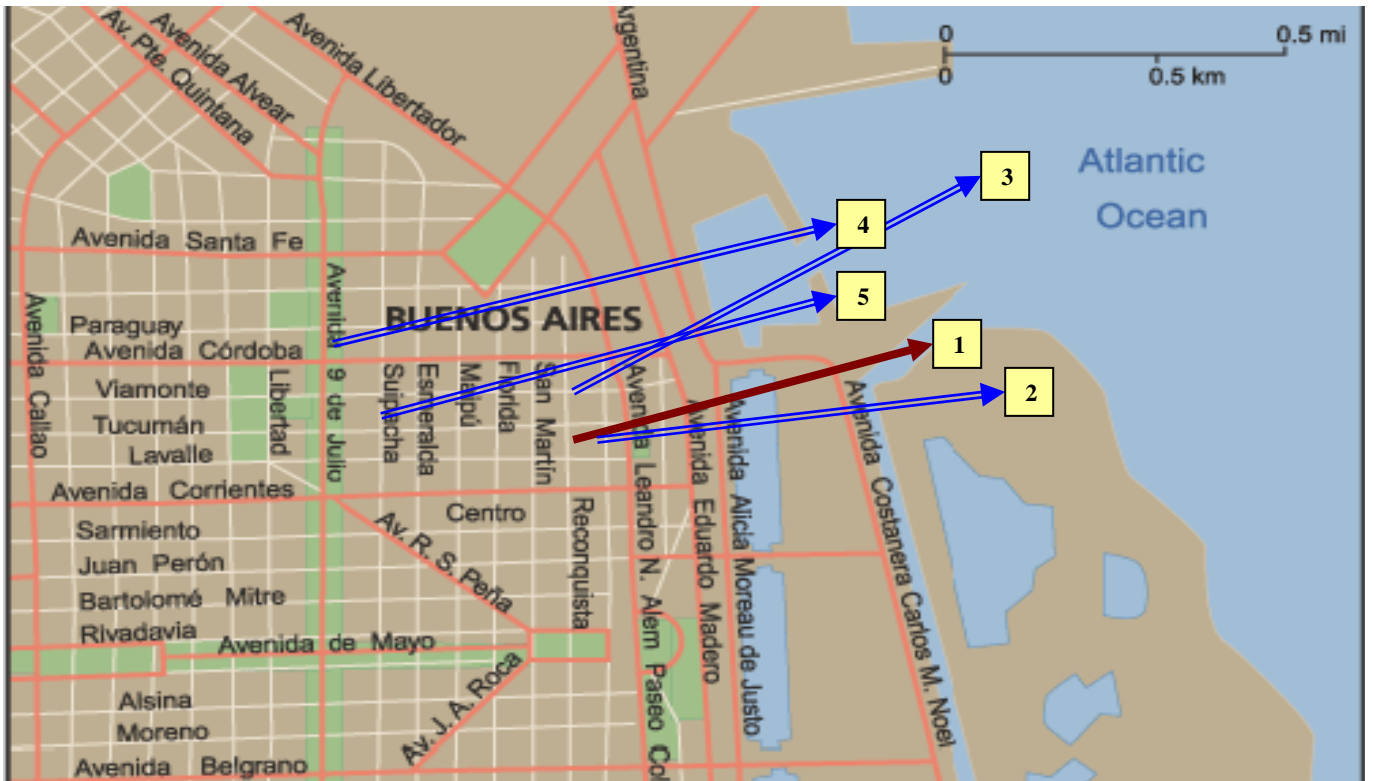 Av. Pte. Quintana
Avenida Alvear
Avenida Libertador
Argentina
0 0.5 mi
0 0.5 km
Atlantic
Ocean
3
4
5
1
2
Avenida Santa Fe
BUENOS AIRES
Paraguay
Avenida Córdoba
Viamonte
Tucumán
Lavalle
Avenida Corrientes
Sarmiento
Juan Perón
Bartolomé Mitre
Rivadavia
Avenida de Mayo
Alsina
Moreno
Avenida Belgrano
Avenida Callao
Libertad
Avenida 9 de Julio
Suipacha
Esmeralda
Maipú
Florida
San Martín
Centro
Reconquista
Av. R. S. Peña
Av. J. A. Roca
Avenida Leandro N. Alem Paseo Col
Avenida Eduardo Madero
Avenida Alicia Moreau de Justo
Avenida Costanera Carlos M. Noel